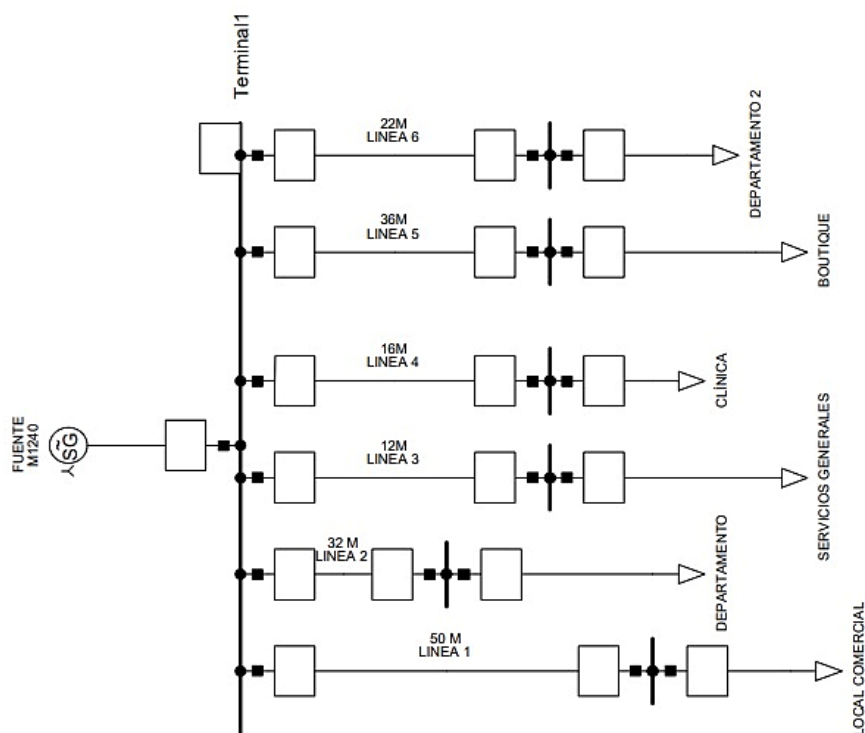 Terminal1
22M
LINEA 6
DEPARTAMENTO 2
36M
LINEA 5
BOUTIQUE
16M
LINEA 4
CLÍNICA
FUENTE
M1240
SG
12M
LINEA 3
SERVICIOS GENERALES
32 M
LINEA 2
DEPARTAMENTO
50 M
LINEA 1
LOCAL COMERCIAL